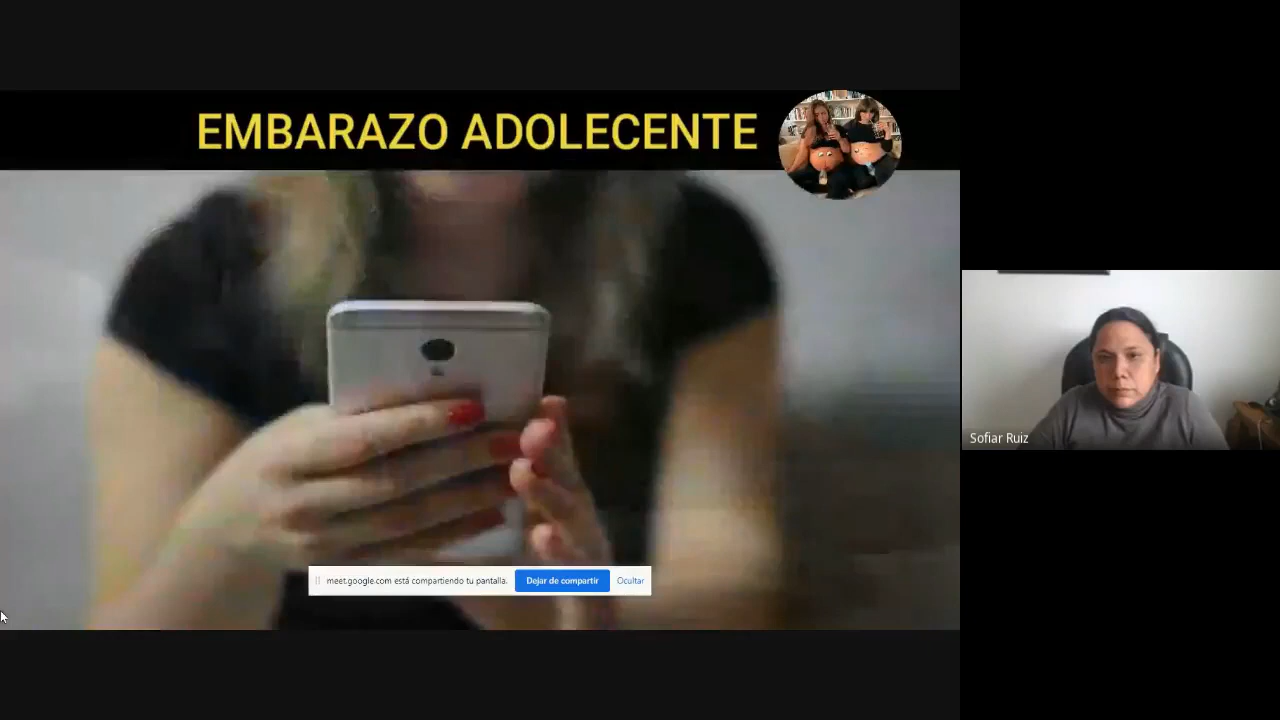 EMBARAZO ADOLECENTE
Sofiar Ruiz
meet.google.com está compartiendo tu pantalla.
Dejar de compartir
Ocultar